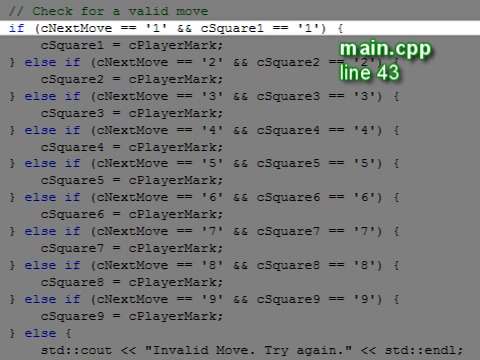 // Check for a valid move
if (cNextMove == '1' && cSquare1 == '1') {
cSquare1 = cPlayerMark;
main.cpp
} else if (cNextMove == '2' && cSquare2 == '2') {
line 43
cSquare2 = cPlayerMark;
} else if (cNextMove == '3' && cSquare3 == '3') {
cSquare3 = cPlayerMark;
} else if (cNextMove == '4' && cSquare4 == '4') {
cSquare4 = cPlayerMark;
} else if (cNextMove == '5' && cSquare5 == '5') {
cSquare5 = cPlayerMark;
} else if (cNextMove == '6' && cSquare6 == '6') {
cSquare6 = cPlayerMark;
} else if (cNextMove == '7' && cSquare7 == '7') {
cSquare7 = cPlayerMark;
} else if (cNextMove == '8' && cSquare8 == '8') {
cSquare8 = cPlayerMark;
} else if (cNextMove == '9' && cSquare9 == '9') {
cSquare9 = cPlayerMark;
} else {
std::cout << "Invalid Move. Try again." << std::endl;